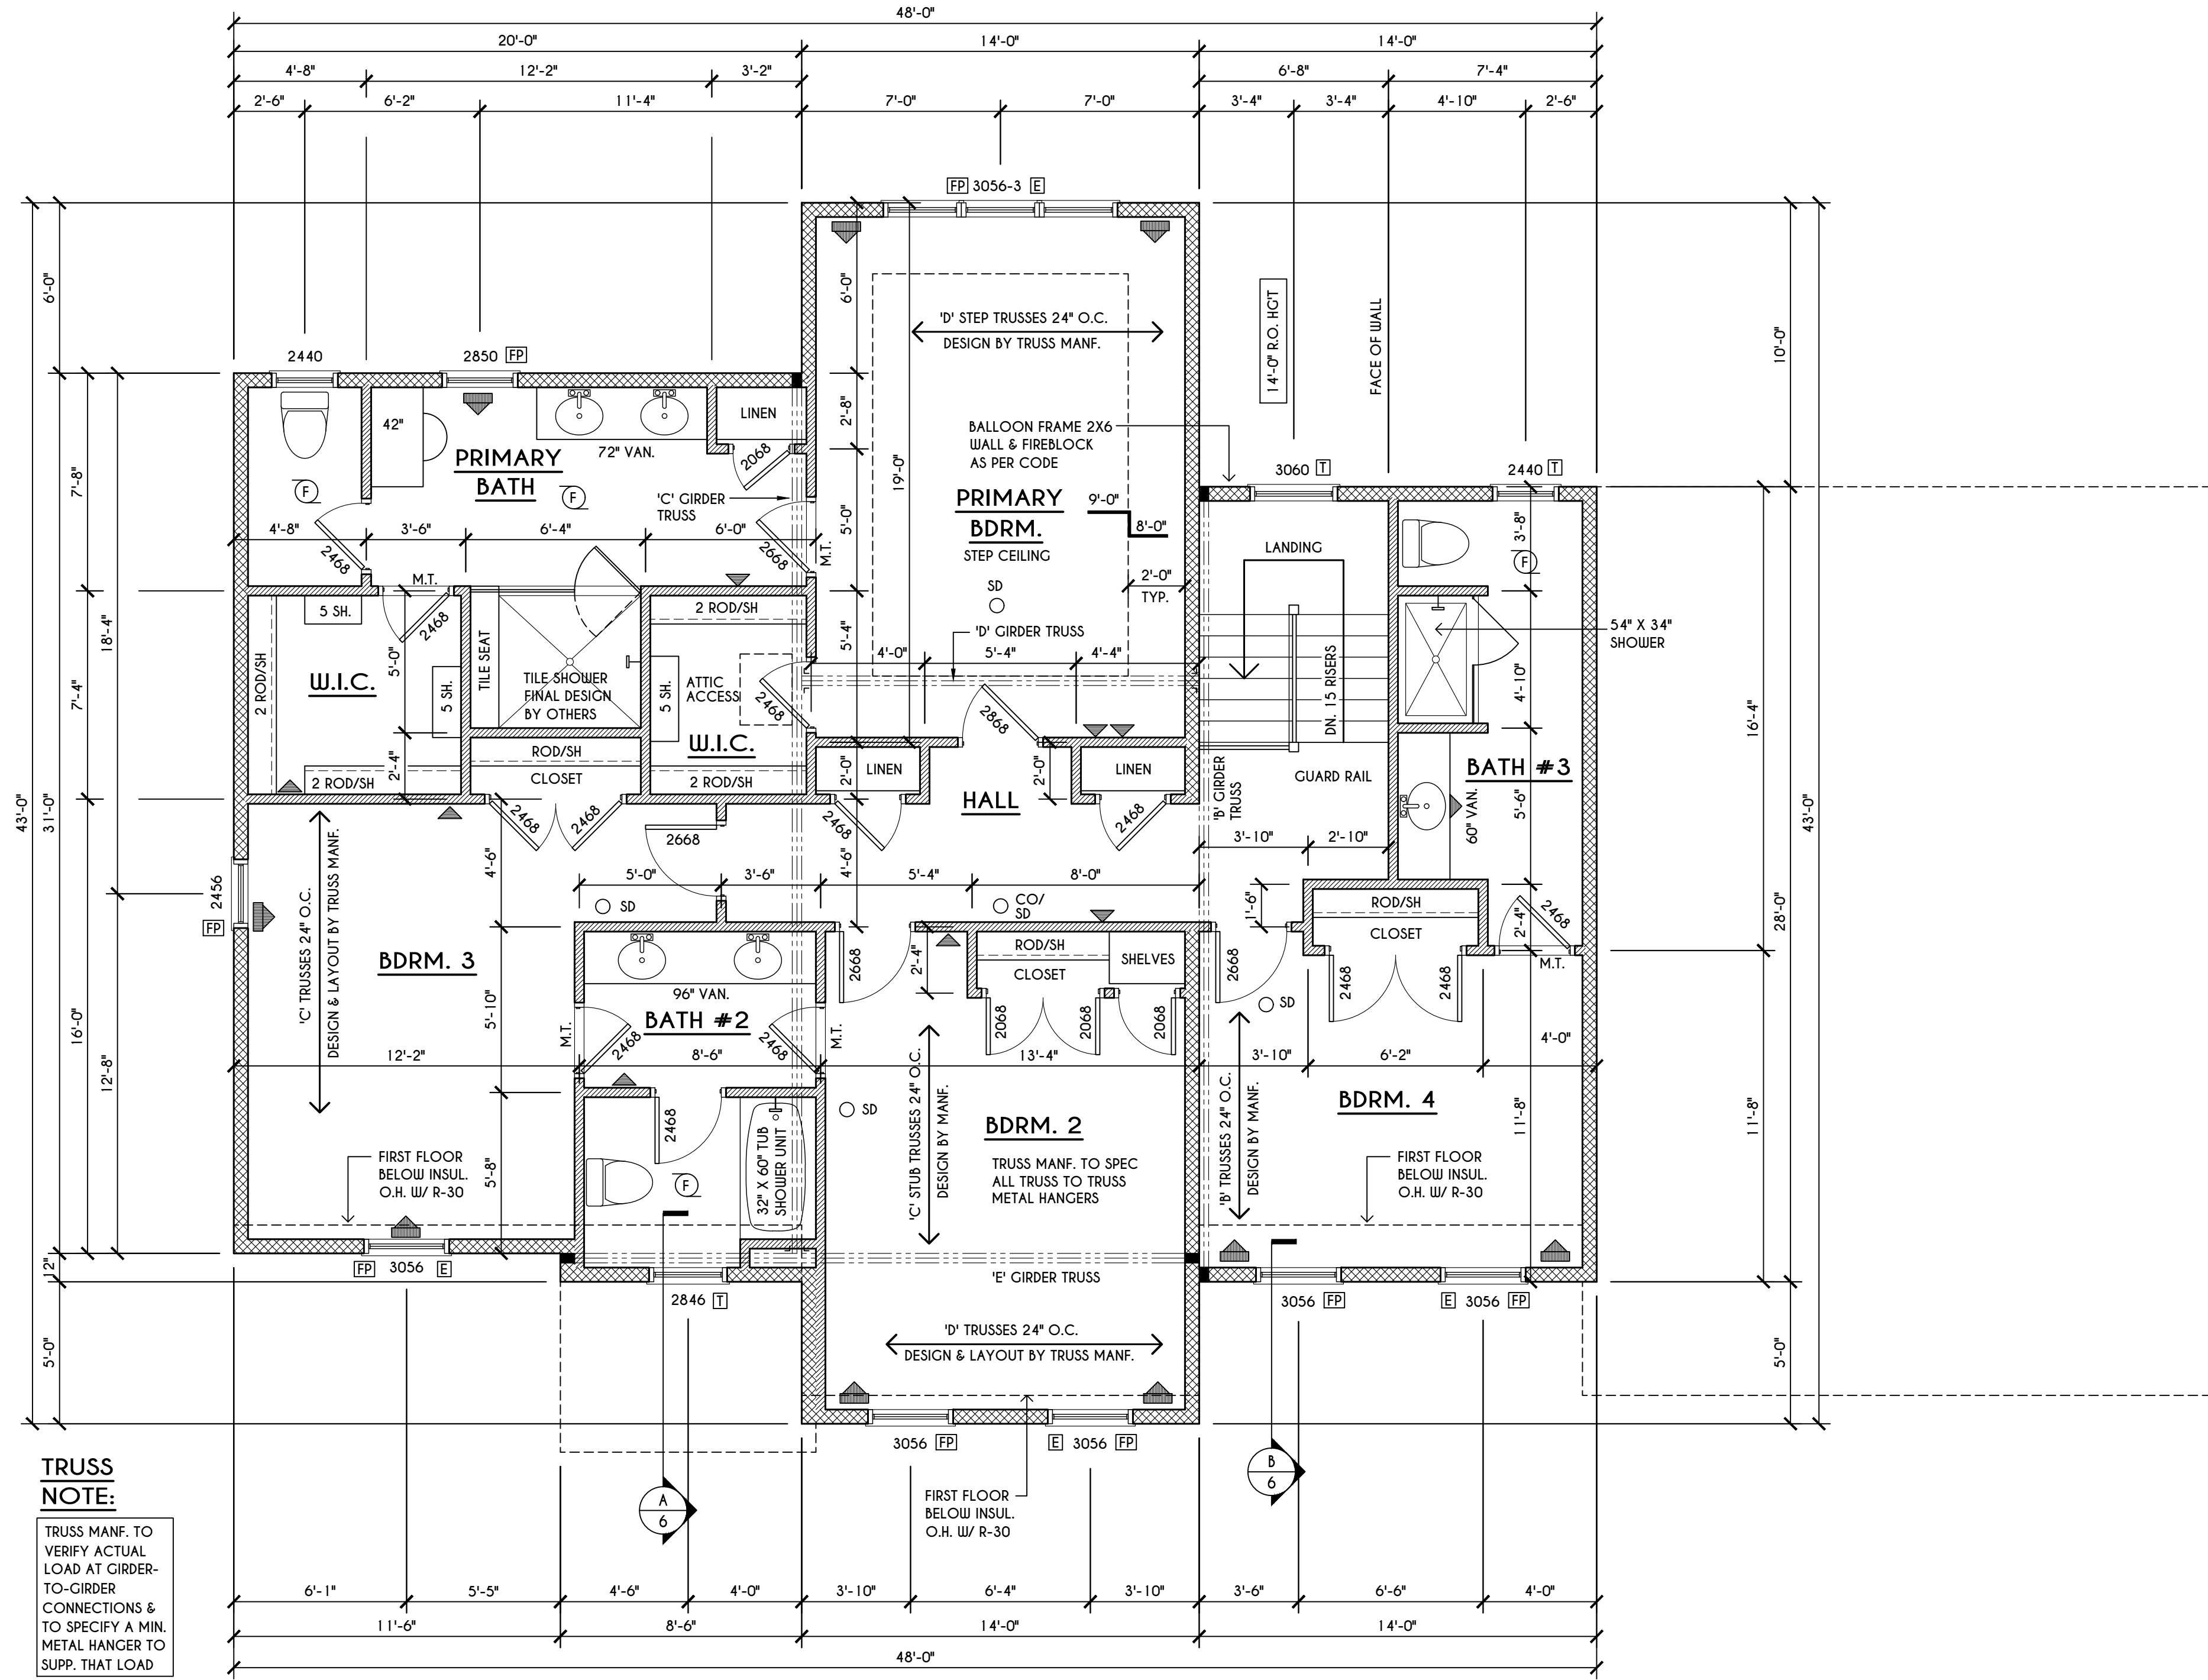 48'-0"
20'-0" 14'-0" 14'-0"
4'-8" 12'-2" 3'-2" 6'-8" 7'-4"
2'-6" 6'-2" 11'-4" 7'-0" 7'-0" 3'-4" 3'-4" 4'-10" 2'-6"
FP 3056-3 E
6'-0"
6'-0"
10'-0"
14'-0" R.O. HG'T
FACE OF WALL
'D' STEP TRUSSES 24" O.C.
DESIGN BY TRUSS MANF.
2440
2850 FP
42"
LINEN
2'-8"
72" VAN.
2068
PRIMARY
BATH
F
F
'C' GIRDER
TRUSS
BALLOON FRAME 2X6
WALL & FIREBLOCK
AS PER CODE
19'-0"
3060 T
2440 T
7'-8"
PRIMARY
BDRM.
STEP CEILING
9'-0"
8'-0"
5'-0"
4'-8" 3'-6" 6'-4" 6'-0"
2468
2668
M.T.
LANDING
3'-8"
F
SD
2'-0"
TYP.
M.T.
5 SH.
2468
2 ROD/SH
'D' GIRDER TRUSS
5'-4"
4'-0" 5'-4" 4'-4"
54" X 34"
SHOWER
18'-4"
7'-4"
2 ROD/SH
W.I.C.
5'-0"
5 SH.
TILE SEAT
TILE SHOWER
FINAL DESIGN
BY OTHERS
5 SH.
ATTIC
ACCESS
2468
W.I.C.
2868
DN. 15 RISERS
4'-10"
16'-4"
2 ROD/SH
2'-4"
ROD/SH
CLOSET
2 ROD/SH
2'-0"
LINEN
2'-0"
LINEN
HALL
GUARD RAIL
'B' GIRDER
TRUSS
BATH #3
60" VAN.
5'-6"
43'-0"
31'-0"
43'-0"
28'-0"
2468
2468
2668
2468
2468
3'-10" 2'-10"
2456
FP
'C' TRUSSES 24" O.C.
DESIGN & LAYOUT BY TRUSS MANF.
4'-6"
5'-0" 3'-6"
4'-6"
5'-4" 8'-0"
SD
CO/
SD
1'-6"
ROD/SH
CLOSET
2'-4"
2468
M.T.
BDRM. 3
96" VAN.
2668
2'-4"
ROD/SH
CLOSET
SHELVES
2668
SD
2468
2468
16'-0"
12'-8"
5'-10"
M.T.
BATH #2
2468
2468
M.T.
2068
2068
2068
4'-0"
12'-2" 8'-6" 13'-4" 3'-10" 6'-2"
'C' STUB TRUSSES 24" O.C.
DESIGN BY MANF.
'B' TRUSSES 24" O.C.
DESIGN BY MANF.
BDRM. 4
11'-8"
11'-8"
SD
BDRM. 2
2468
32" X 60" TUB
SHOWER UNIT
F
5'-8"
FIRST FLOOR
BELOW INSUL.
O.H. W/ R-30
TRUSS MANF. TO SPEC
ALL TRUSS TO TRUSS
METAL HANGERS
FIRST FLOOR
BELOW INSUL.
O.H. W/ R-30
12"
FP 3056 E
'E' GIRDER TRUSS
2846 T
3056 FP
E 3056 FP
5'-0"
'D' TRUSSES 24" O.C.
DESIGN & LAYOUT BY TRUSS MANF.
5'-0"
3056 FP
E 3056 FP
TRUSS
NOTE:
TRUSS MANF. TO
VERIFY ACTUAL
LOAD AT GIRDER-
TO-GIRDER
CONNECTIONS &
TO SPECIFY A MIN.
METAL HANGER TO
SUPP. THAT LOAD
A
6
FIRST FLOOR
BELOW INSUL.
O.H. W/ R-30
B
6
6'-1" 5'-5" 4'-6" 4'-0" 3'-10" 6'-4" 3'-10" 3'-6" 6'-6" 4'-0"
11'-6" 8'-6" 14'-0" 14'-0"
48'-0"